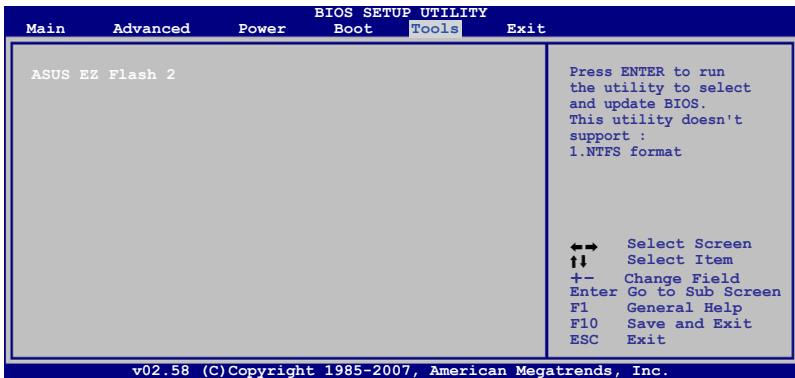 BIOS SETUP UTILITY
Main Advanced Power Boot Tools Exit
ASUS EZ Flash 2
Press ENTER to run
the utility to select
and update BIOS.
This utility doesn't
support :
1.NTFS format
←→ Select Screen
↑↓ Select Item
+- Change Field
Enter Go to Sub Screen
F1 General Help
F10 Save and Exit
ESC Exit
v02.58 (C)Copyright 1985-2007, American Megatrends, Inc.